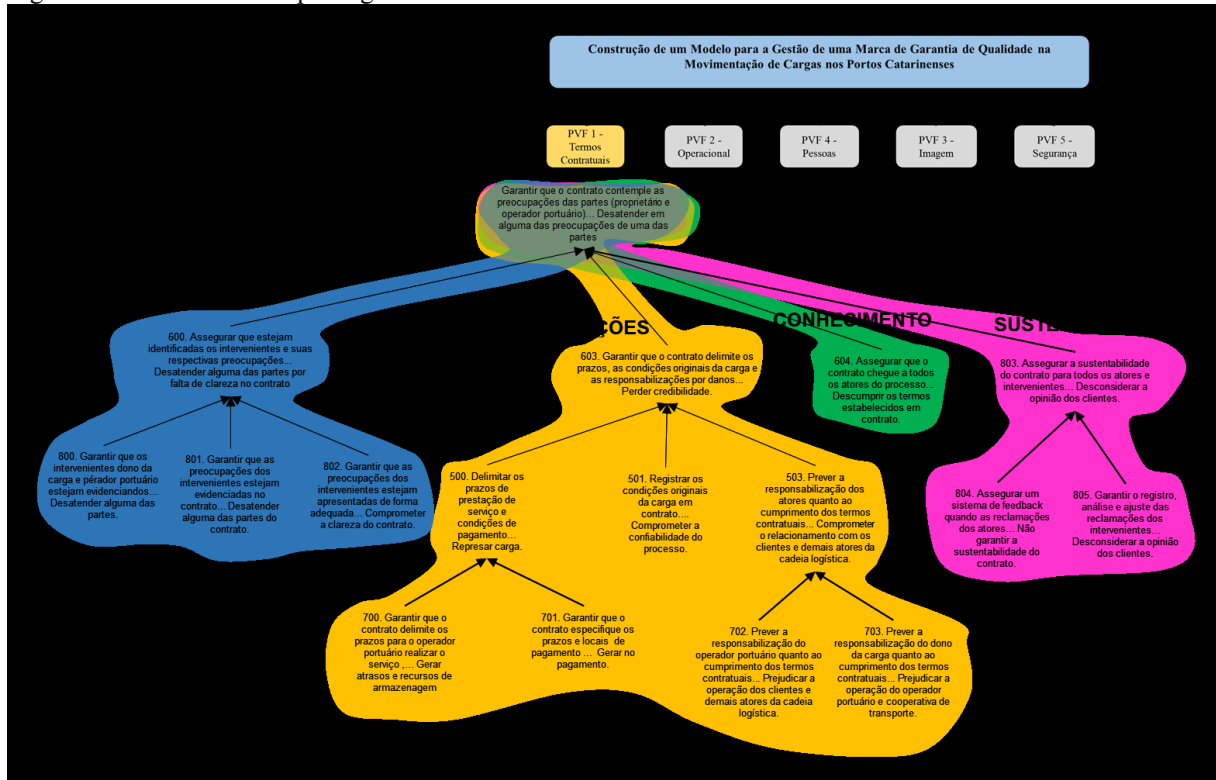 Construção de um Modelo para a Gestão de uma Marca de Garantia de Qualidade na
Movimentação de Cargas nos Portos Catarinenses
PVF 1 -
Termos
Contratuais
PVF 2 -
Operacional
PVF 4 -
Pessoas
PVF 3 -
Imagem
PVF 5 -
Segurança
Garantir que o contrato contemple as
preocupações das partes (proprietário e
operador portuário)... Desatender em
alguma das preocupações de uma das
partes
CONHECIMENTO
600. Assegurar que estejam
identificadas os intervenientes e suas
respectivas preocupações...
Desatender alguma das partes por
falta de clareza no contrato
603. Garantir que o contrato delimite os
prazos, as condições originais da carga e
as responsabilizações por danos...
Perder credibilidade.
604. Assegurar que o
contrato chegue a todos
os atores do processo...
Descumprir os termos
estabelecidos em
contrato.
803. Assegurar a sustentabilidade
do contrato para todos os atores e
intervenientes... Desconsiderar a
opinião dos clientes.
800. Garantir que os
intervenientes dono da
carga e pérador portuário
estejam evidenciandos...
Desatender alguma das
partes.
801. Garantir que as
preocupações dos
intervenientes estejam
evidenciadas no
contrato... Desatender
alguma das partes do
contrato.
802. Garantir que as
preocupações dos
intervenientes estejam
apresentadas de forma
adequada... Comprometer
a clareza do contrato.
500. Delimitar os
prazos de
prestação de
serviço e
condições de
pagamento...
Represar carga.
501. Registrar os
condições originais
da carga em
contrato....
Comprometer a
confiabilidade do
processo.
503. Prever a
responsabilização dos
atores quanto ao
cumprimento dos termos
contratuais... Comprometer
o relacionamento com os
clientes e demais atores da
cadeia logística.
804. Assegurar um
sistema de feedback
quando as reclamações
dos atores... Não
garantir a
sustentabilidade do
contrato.
805. Garantir o registro,
análise e ajuste das
reclamações dos
intervenientes...
Desconsiderar a opinião
dos clientes.
700. Garantir que o
contrato delimite os
prazos para o operador
portuário realizar o
serviço ,... Gerar
atrasos e recursos de
armazenagem
701. Garantir que o
contrato especifique os
prazos e locais de
pagamento ... Gerar no
pagamento.
702. Prever a
responsabilização do
operador portuário quanto ao
cumprimento dos termos
contratuais... Prejudicar a
operação dos clientes e
demais atores da cadeia
logística.
703. Prever a
responsabilização do dono
da carga quanto ao
cumprimento dos termos
contratuais... Prejudicar a
operação do operador
portuário e cooperativa de
transporte.